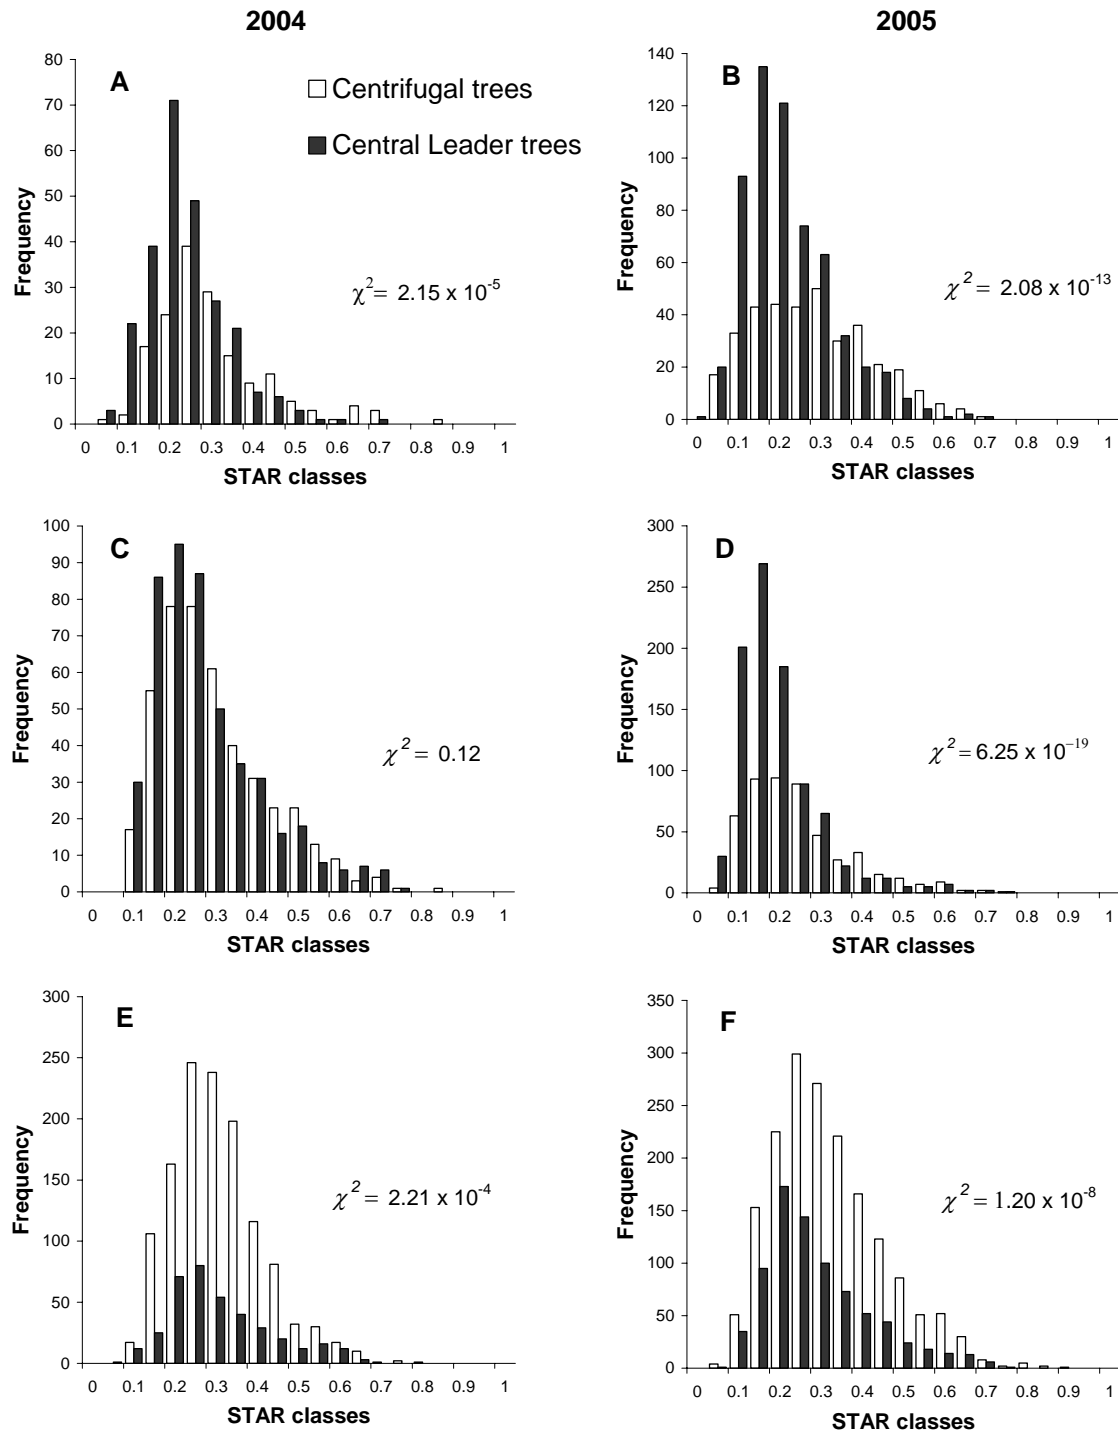 2004
2005
A
Centrifugal trees
Central Leader trees
80
70
60
50
40
30
20
10
0
Frequency
χ² = 2.15 x 10⁻⁵
0 0.1 0.2 0.3 0.4 0.5 0.6 0.7 0.8 0.9 1
STAR classes
B
140
120
100
80
60
40
20
0
Frequency
χ² = 2.08 x 10⁻¹³
0 0.1 0.2 0.3 0.4 0.5 0.6 0.7 0.8 0.9 1
STAR classes
C
100
90
80
70
60
50
40
30
20
10
0
Frequency
χ² = 0.12
0 0.1 0.2 0.3 0.4 0.5 0.6 0.7 0.8 0.9 1
STAR classes
D
300
250
200
150
100
50
0
Frequency
χ² = 6.25 x 10⁻¹⁹
0 0.1 0.2 0.3 0.4 0.5 0.6 0.7 0.8 0.9 1
STAR classes
E
300
250
200
150
100
50
0
Frequency
χ² = 2.21 x 10⁻⁴
0 0.1 0.2 0.3 0.4 0.5 0.6 0.7 0.8 0.9 1
STAR classes
F
350
300
250
200
150
100
50
0
Frequency
χ² = 1.20 x 10⁻⁸
0 0.1 0.2 0.3 0.4 0.5 0.6 0.7 0.8 0.9 1
STAR classes